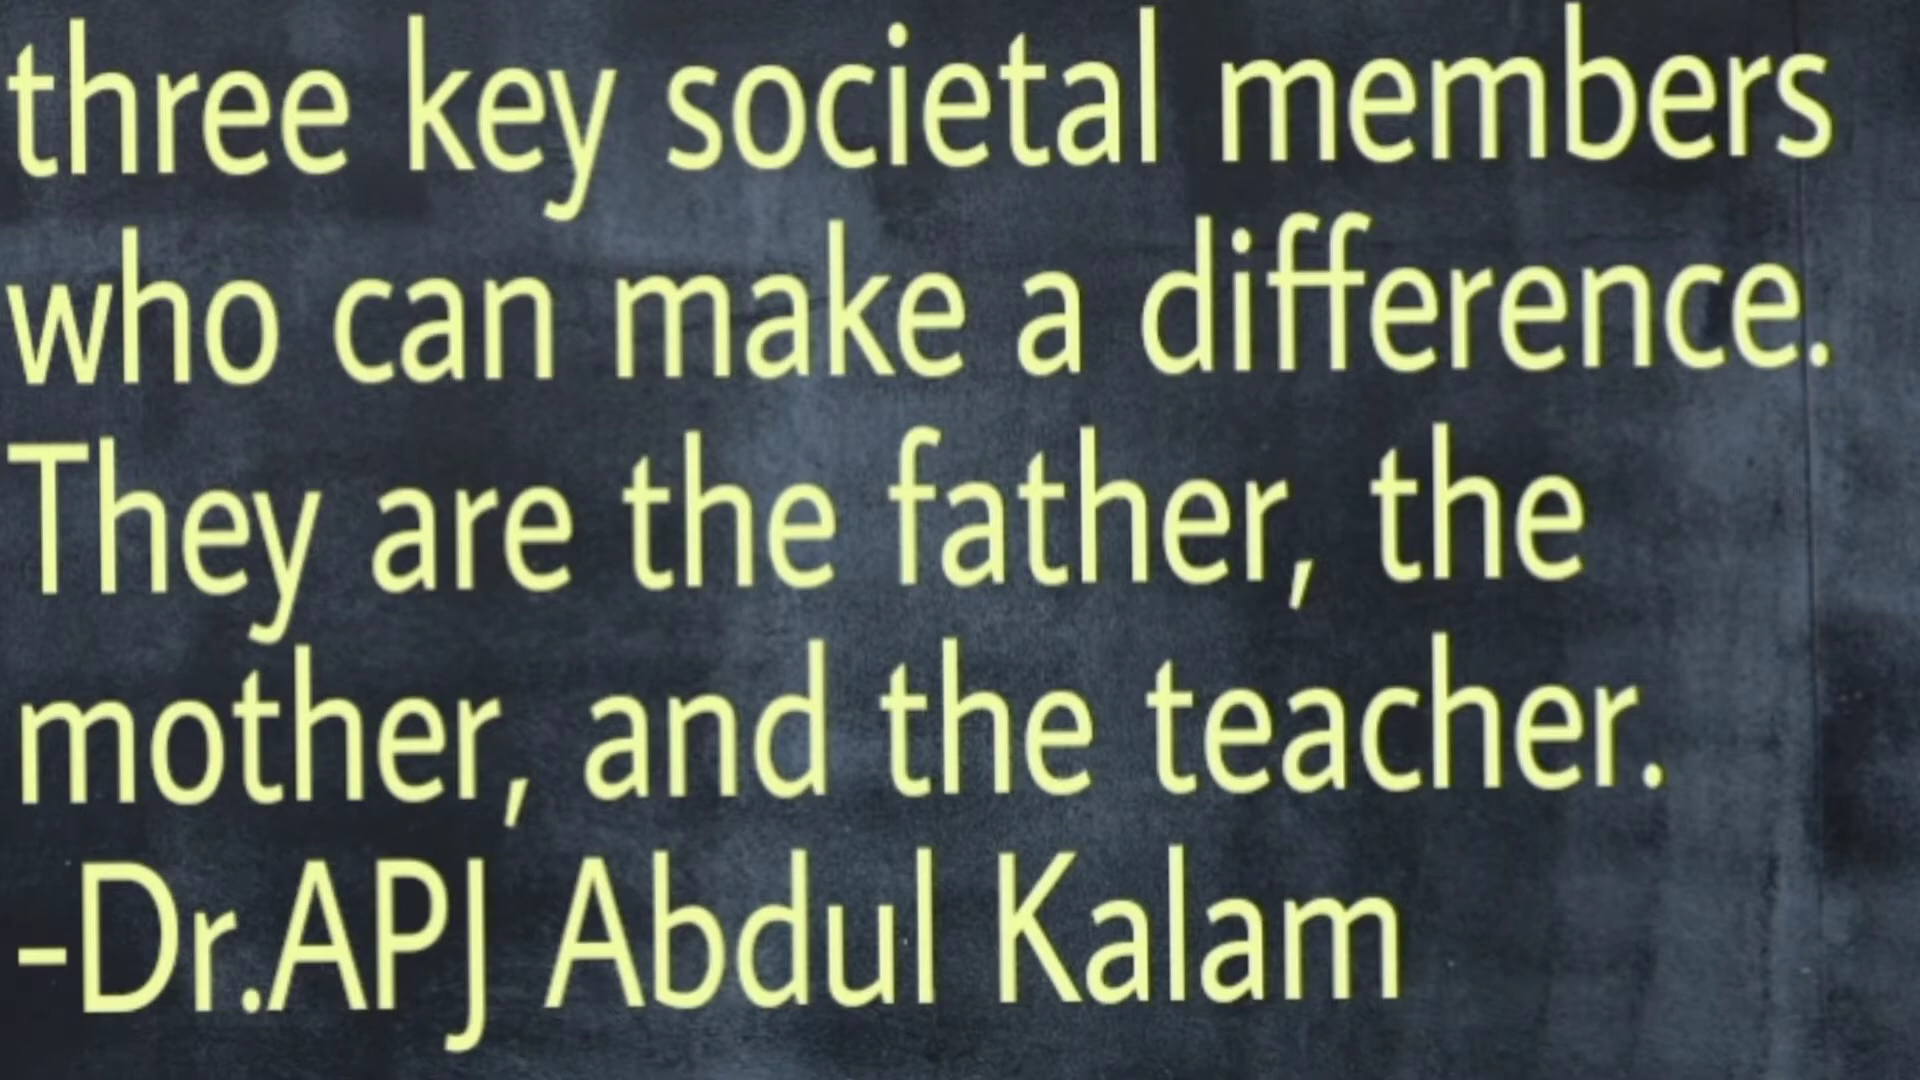 three key societal members
who can make a difference.
They are the father, the
mother, and the teacher.
-Dr.APJ Abdul Kalam